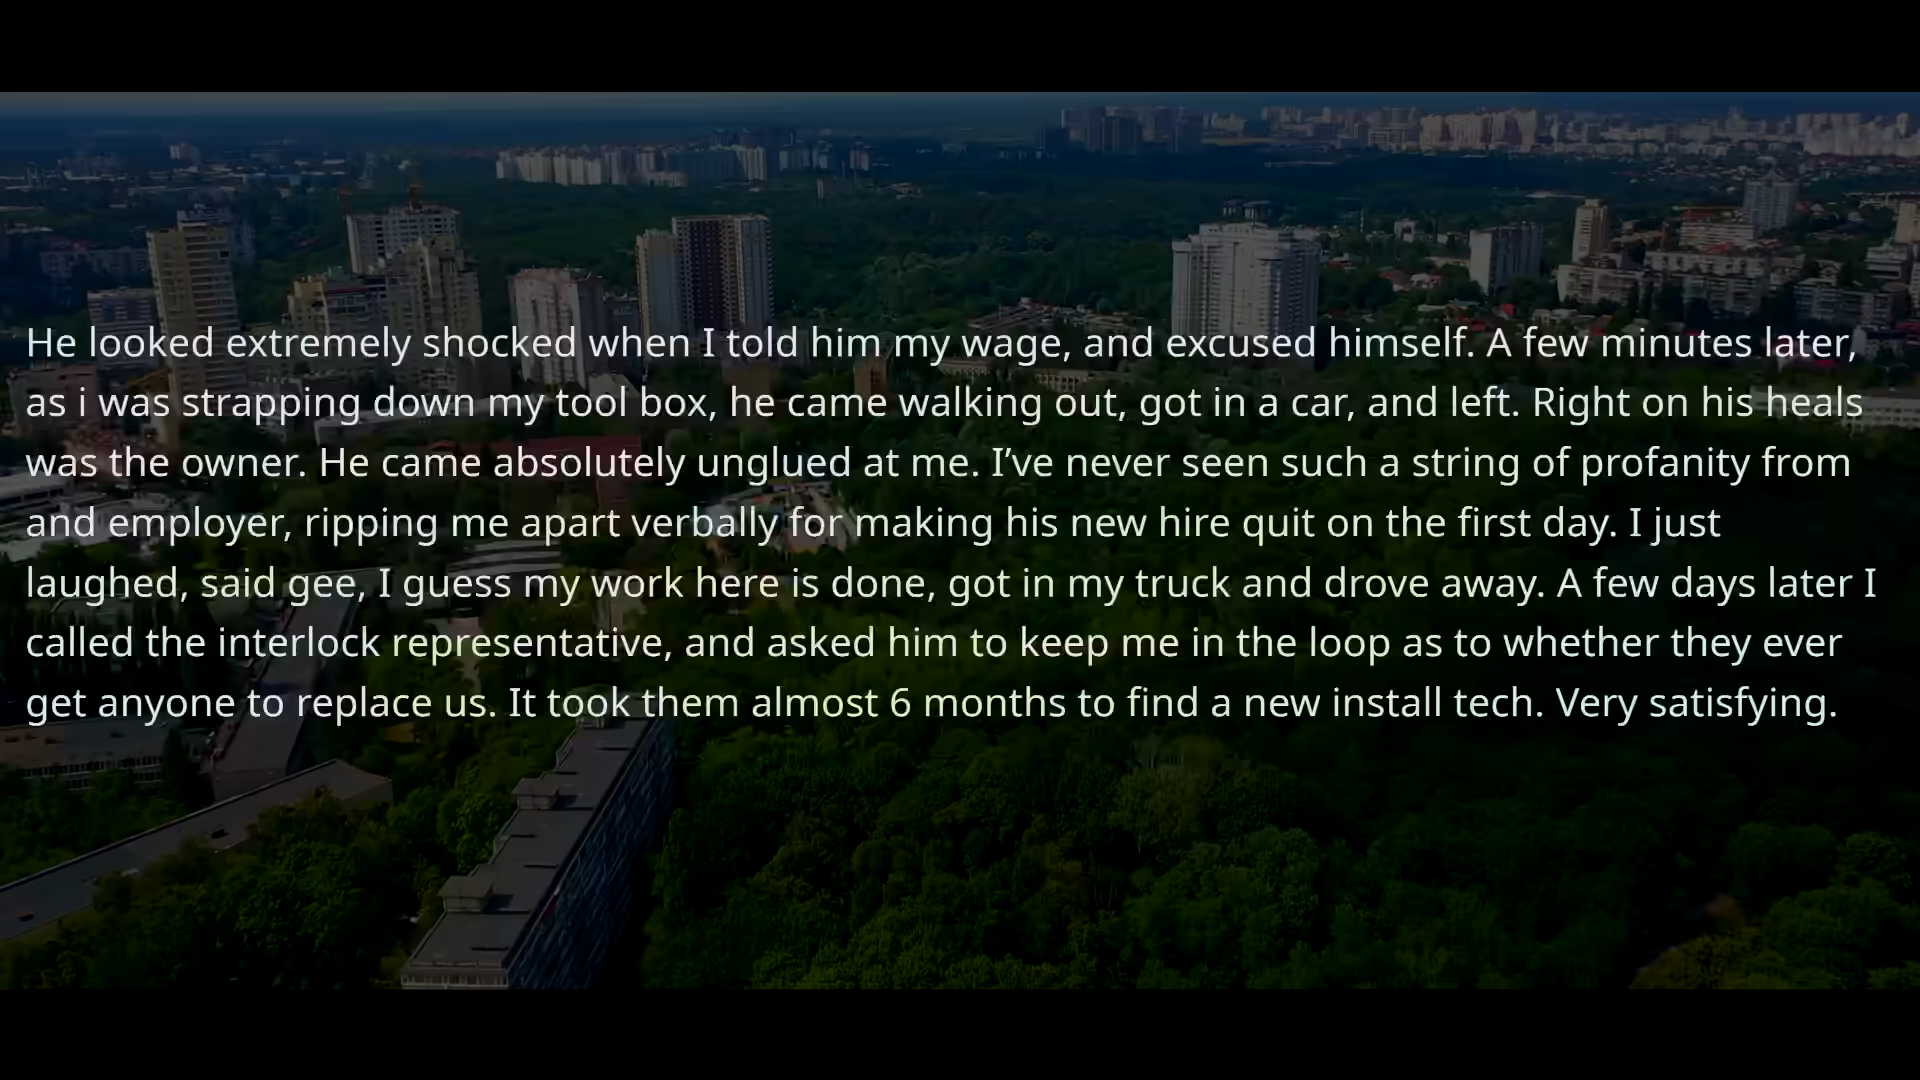 He looked extremely shocked when I told him my wage, and excused himself. A few minutes later,
as i was strapping down my tool box, he came walking out, got in a car, and left. Right on his heals
was the owner. He came absolutely unglued at me. I’ve never seen such a string of profanity from
and employer, ripping me apart verbally for making his new hire quit on the first day. I just
laughed, said gee, I guess my work here is done, got in my truck and drove away. A few days later I
called the interlock representative, and asked him to keep me in the loop as to whether they ever
get anyone to replace us. It took them almost 6 months to find a new install tech. Very satisfying.